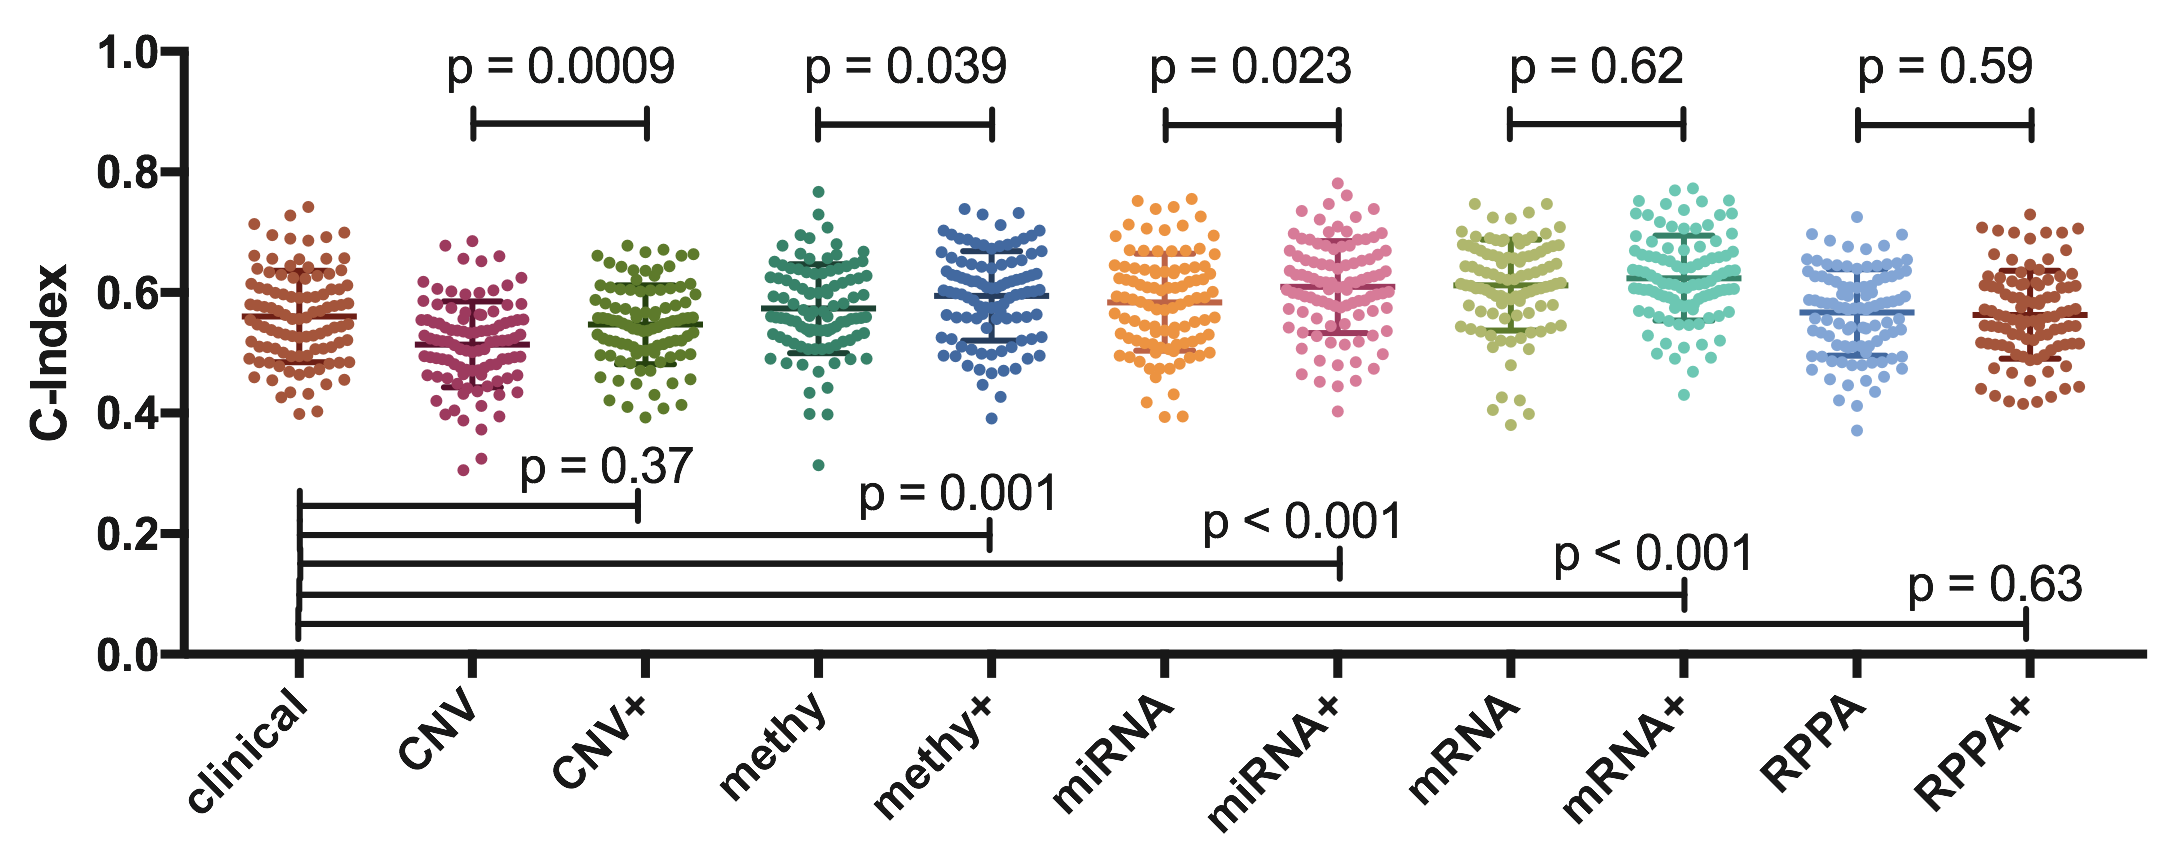 1.0
p = 0.0009
p = 0.039
p = 0.023
p = 0.62
p = 0.59
0.8
0.6
C-Index
0.4
p = 0.37
p = 0.001
p < 0.001
0.2
p < 0.001
p = 0.63
0.0
clinical
CNV
CNV+
methy
methy+
miRNA
miRNA+
mRNA
mRNA+
RPPA
RPPA+